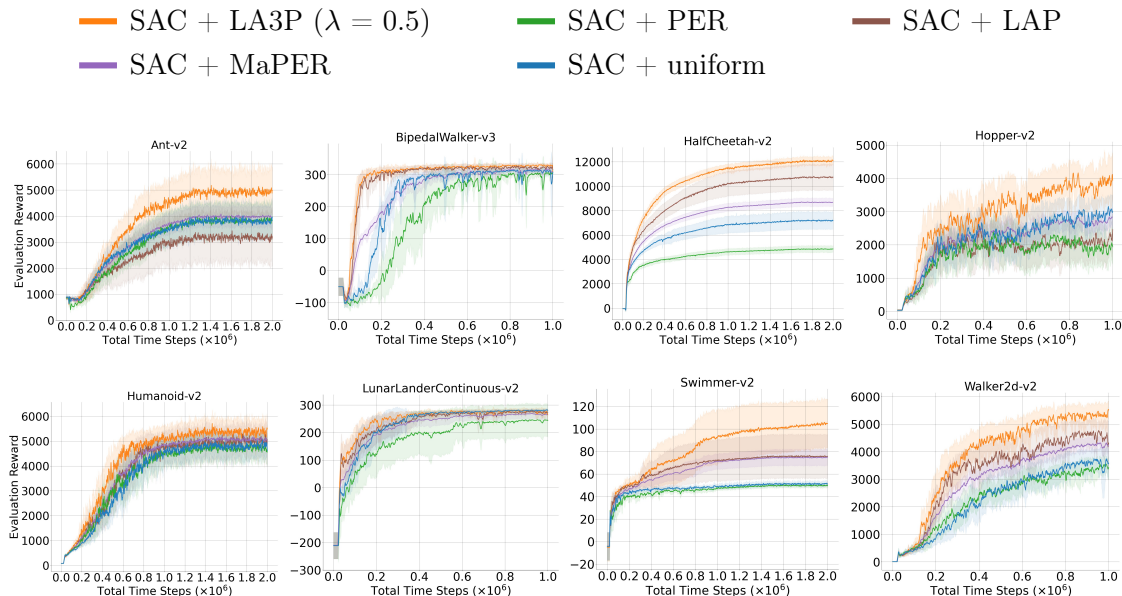 SAC + LA3P (λ = 0.5) SAC + PER SAC + LAP
SAC + MaPER SAC + uniform
Ant-v2
6000
5000
4000
3000
2000
1000
0
Evaluation Reward
0.0 0.2 0.4 0.6 0.8 1.0 1.2 1.4 1.6 1.8 2.0
Total Time Steps (×10⁶)
BipedalWalker-v3
300
200
100
0
−100
0.0 0.2 0.4 0.6 0.8 1.0
Total Time Steps (×10⁶)
HalfCheetah-v2
12000
10000
8000
6000
4000
2000
0
0.0 0.2 0.4 0.6 0.8 1.0 1.2 1.4 1.6 1.8 2.0
Total Time Steps (×10⁶)
Hopper-v2
5000
4000
3000
2000
1000
0
0.0 0.2 0.4 0.6 0.8 1.0
Total Time Steps (×10⁶)
Humanoid-v2
6000
5000
4000
3000
2000
1000
0
Evaluation Reward
0.0 0.2 0.4 0.6 0.8 1.0 1.2 1.4 1.6 1.8 2.0
Total Time Steps (×10⁶)
LunarLanderContinuous-v2
300
200
100
0
−100
−200
−300
0.0 0.2 0.4 0.6 0.8 1.0
Total Time Steps (×10⁶)
Swimmer-v2
120
100
80
60
40
20
0
−20
0.0 0.2 0.4 0.6 0.8 1.0 1.2 1.4 1.6 1.8 2.0
Total Time Steps (×10⁶)
Walker2d-v2
6000
5000
4000
3000
2000
1000
0
0.0 0.2 0.4 0.6 0.8 1.0
Total Time Steps (×10⁶)